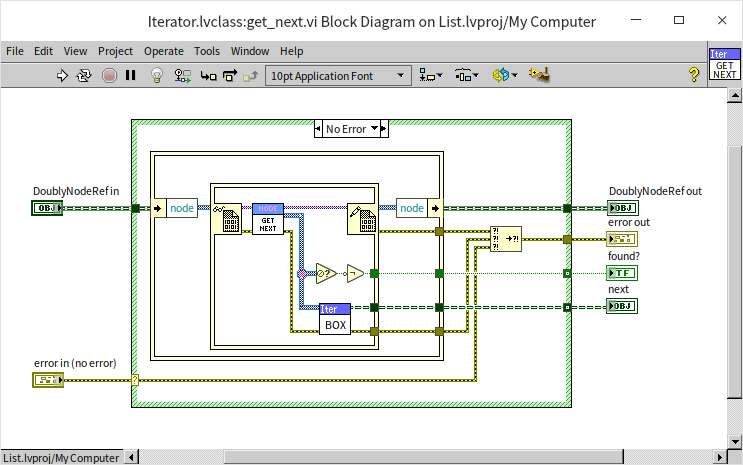 Iterator.lvclass:get_next.vi Block Diagram on List.lvproj/My Computer
File Edit View Project Operate Tools Window Help
10pt Application Font
?
Iter
GET
NEXT
No Error
DoublyNodeRef in
OBJ
node
NODE
GET
NEXT
node
DoublyNodeRef out
OBJ
error out
?!
?!
?!
?!
found?
TF
?
¬
next
OBJ
Iter
BOX
error in (no error)
?
List.lvproj/My Computer